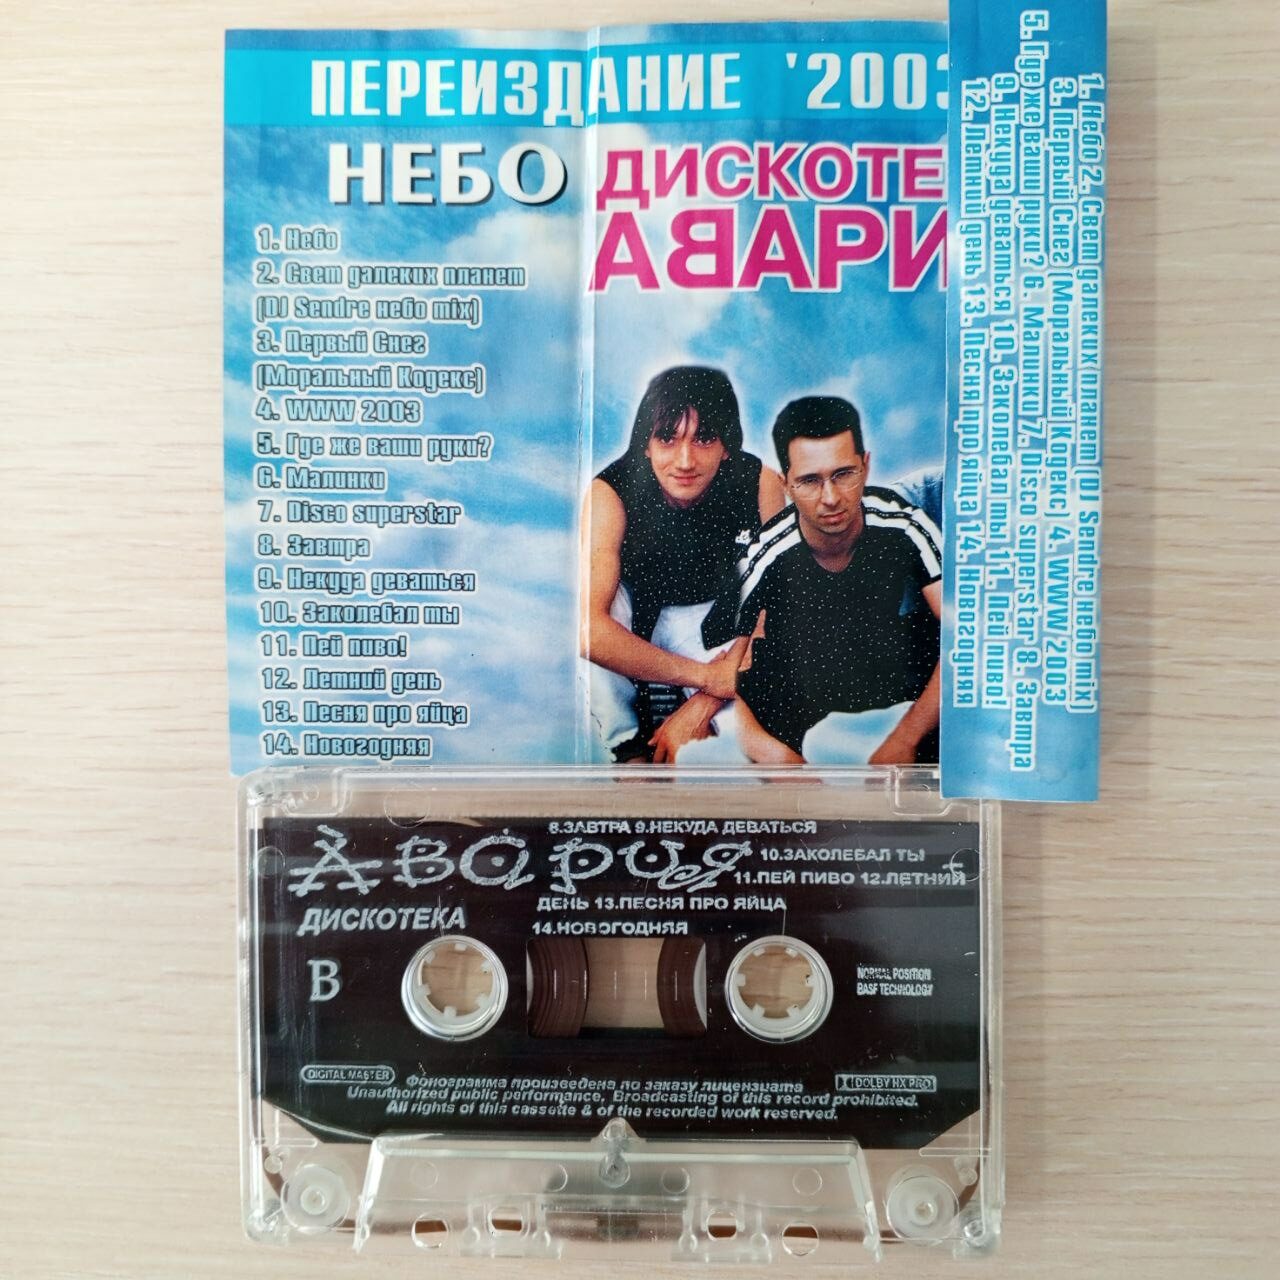 ПЕРЕИЗДАНИЕ '2003
НЕБО
1. Небо
2. Свет далеких планет
(DJ Sendre небо mix)
3. Первый Снег
(Моральный Кодекс)
4. WWW 2003
5. Где же ваши руки?
6. Малинки
7. Disco superstar
8. Завтра
9. Некуда деваться
10. Заколебал ты
11. Пей пиво!
12. Летний день
13. Песня про яйца
14. Новогодняя
ДИСКОТЕ
АВАРИ
1. Небо 2. Свет далеких планет (DJ Sendre небо mix)
3. Первый Снег (Моральный Кодекс) 4. WWW 2003
5. Где же ваши руки? 6. Малинки 77. Disco superstar 8. Завтра
9. Некуда деваться 10. Заколебал ты 11. Пей пиво!
12. Летний день 13. Песня про яйца 14. Новогодняя
8.ЗАВТРА 9.НЕКУДА ДЕВАТЬСЯ
АВАРИЯ
10.ЗАКОЛЕБАЛ ТЫ
11.ПЕЙ ПИВО 12.ЛЕТНИЙ
ДЕНЬ 13.ПЕСНЯ ПРО ЯЙЦА
ДИСКОТЕКА
14.НОВОГОДНЯЯ
B
NORMAL POSITION
BASF TECHNOLOGY
DIGITAL MASTER
DOLBY HX PRO
Фонограмма произведена по заказу лицензиата
Unauthorized public performance. Broadcasting of this record prohibited.
All rights of this cassette & of the recorded work reserved.